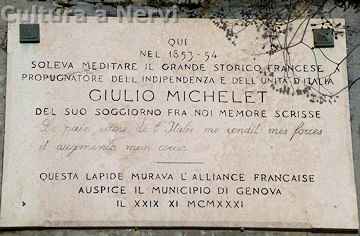 Cultura a Nervi
QUI
NEL 1853-54
SOLEVA MEDITARE IL GRANDE STORICO FRANCESE
PROPUGNATORE DELL'INDIPENDENZA E DELL'UNITÀ D'ITALIA
GIULIO MICHELET
DEL SUO SOGGIORNO FRA NOI MEMORE SCRISSE
Le pain sacré de l'Italie me rendit mes forces
et augmenta mon cœur
QUESTA LAPIDE MURAVA L'ALLIANCE FRANÇAISE
AUSPICE IL MUNICIPIO DI GENOVA
IL XXIX XI MCMXXXI